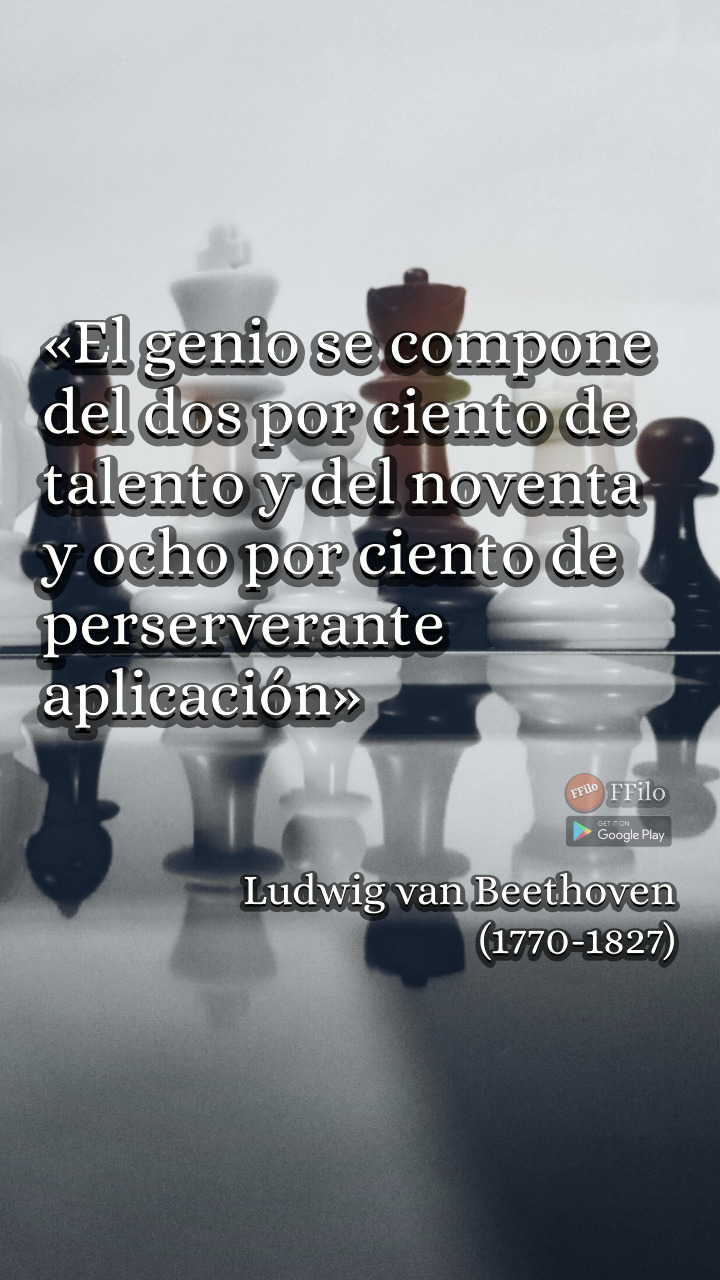 «El genio se compone
del dos por ciento de
talento y del noventa
y ocho por ciento de
perserverante
aplicación»
FFilo FFilo
GET IT ON
Google Play
Ludwig van Beethoven
(1770-1827)